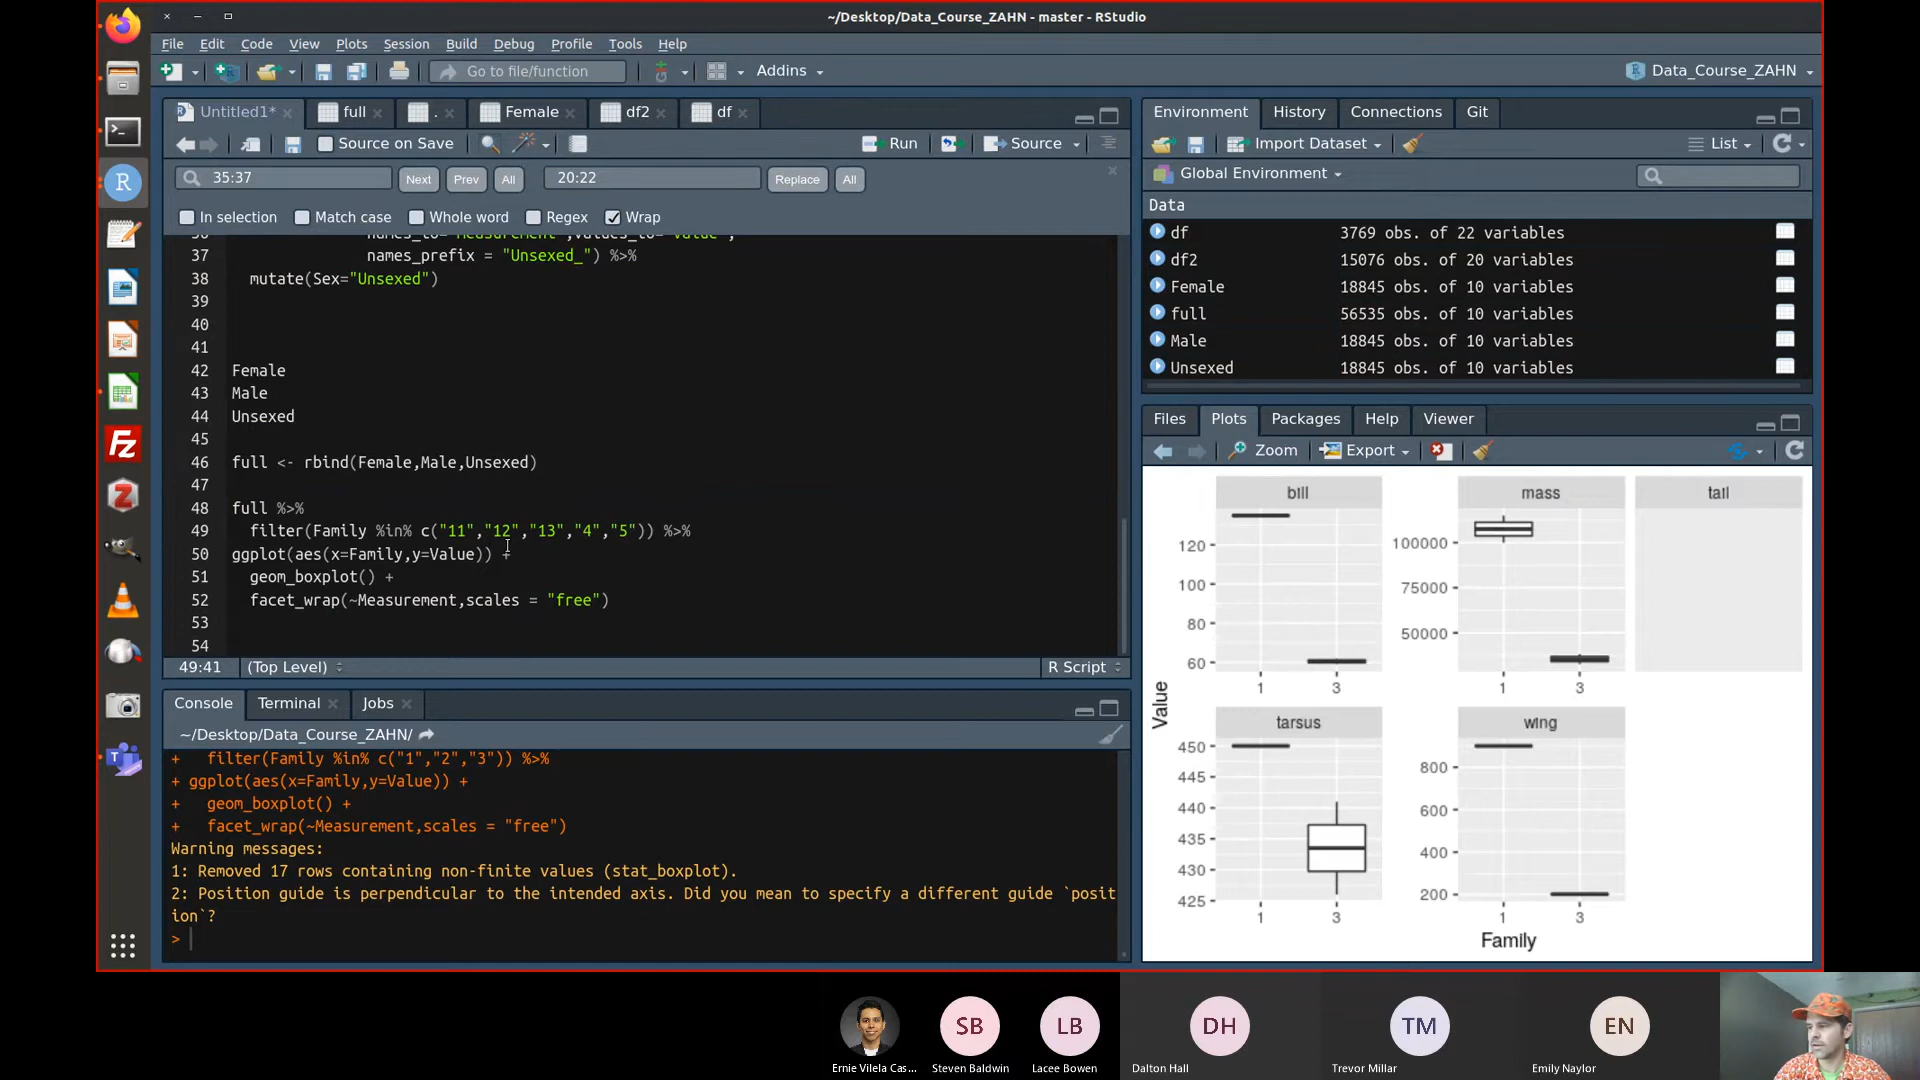 ~/Desktop/Data_Course_ZAHN - master - RStudio
File Edit Code View Plots Session Build Debug Profile Tools Help
Go to file/function
Addins
Data_Course_ZAHN
Untitled1*
full
.
Female
df2
df
Source on Save
Run
Source
35:37
Next
Prev
All
20:22
Replace
All
In selection
Match case
Whole word
Regex
Wrap
37 names_prefix = "Unsexed_") %>%
38 mutate(Sex="Unsexed")
39
40
41
42 Female
43 Male
44 Unsexed
45
46 full <- rbind(Female,Male,Unsexed)
47
48 full %>%
49 filter(Family %in% c("11","12","13","4","5")) %>%
50 ggplot(aes(x=Family,y=Value)) +
51 geom_boxplot() +
52 facet_wrap(~Measurement,scales = "free")
53
54
49:41
(Top Level)
R Script
Console
Terminal
Jobs
~/Desktop/Data_Course_ZAHN/
+ filter(Family %in% c("1","2","3")) %>%
+ ggplot(aes(x=Family,y=Value)) +
+ geom_boxplot() +
+ facet_wrap(~Measurement,scales = "free")
Warning messages:
1: Removed 17 rows containing non-finite values (stat_boxplot).
2: Position guide is perpendicular to the intended axis. Did you mean to specify a different guide `posit
ion`?
>
Environment
History
Connections
Git
Import Dataset
List
Global Environment
Data
df 3769 obs. of 22 variables
df2 15076 obs. of 20 variables
Female 18845 obs. of 10 variables
full 56535 obs. of 10 variables
Male 18845 obs. of 10 variables
Unsexed 18845 obs. of 10 variables
Files
Plots
Packages
Help
Viewer
Zoom
Export
bill
mass
tail
120
100
80
60
1
3
100000
75000
50000
1
3
tarsus
wing
450
445
440
435
430
425
1
3
800
600
400
200
1
3
Value
Family
R
Fz
Z
T
SB
LB
DH
TM
EN
Ernie Vilela Cas...
Steven Baldwin
Lacee Bowen
Dalton Hall
Trevor Millar
Emily Naylor